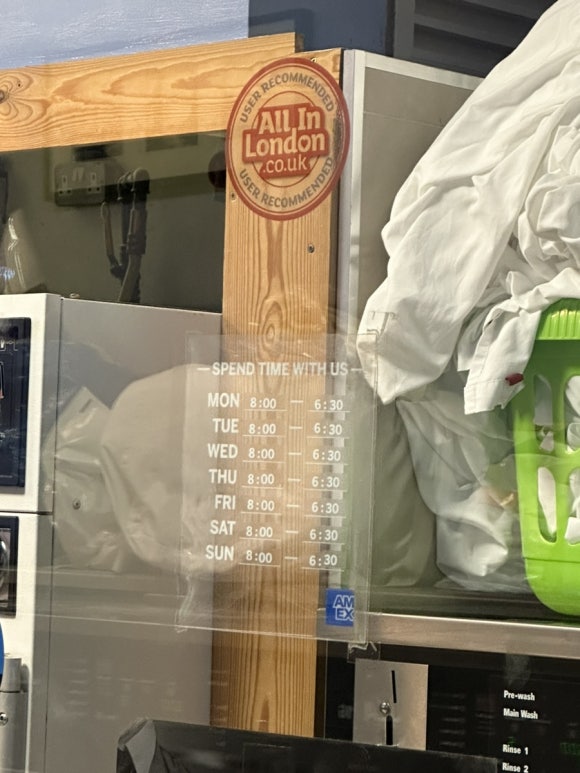 USER RECOMMENDED
All In
London
.co.uk
USER RECOMMENDED
SPEND TIME WITH US
MON 8:00 — 6:30
TUE 8:00 — 6:30
WED 8:00 — 6:30
THU 8:00 — 6:30
FRI 8:00 — 6:30
SAT 8:00 — 6:30
SUN 8:00 — 6:30
AM
EX
Pre-wash
Main Wash
Rinse 1
Rinse 2